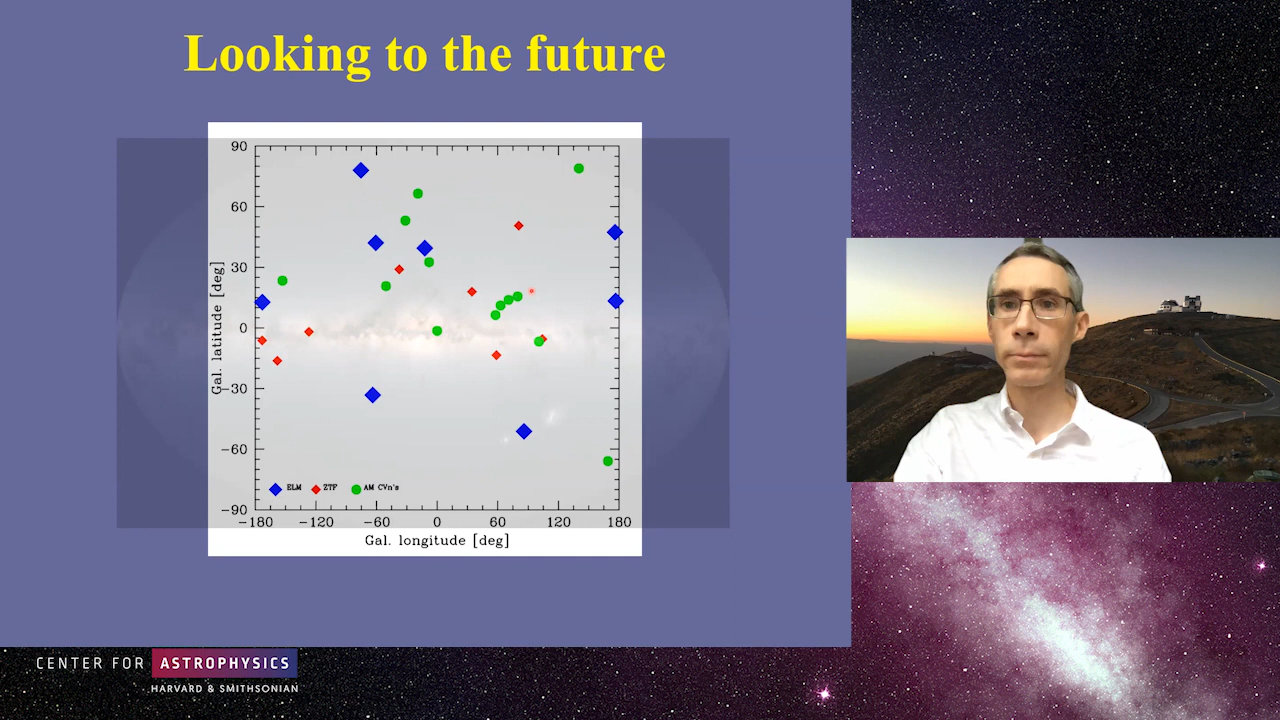 Looking to the future
90
60
30
0
−30
−60
−90
Gal. latitude [deg]
ELM ZTF AM CVn's
−180 −120 −60 0 60 120 180
Gal. longitude [deg]
CENTER FOR ASTROPHYSICS
HARVARD & SMITHSONIAN